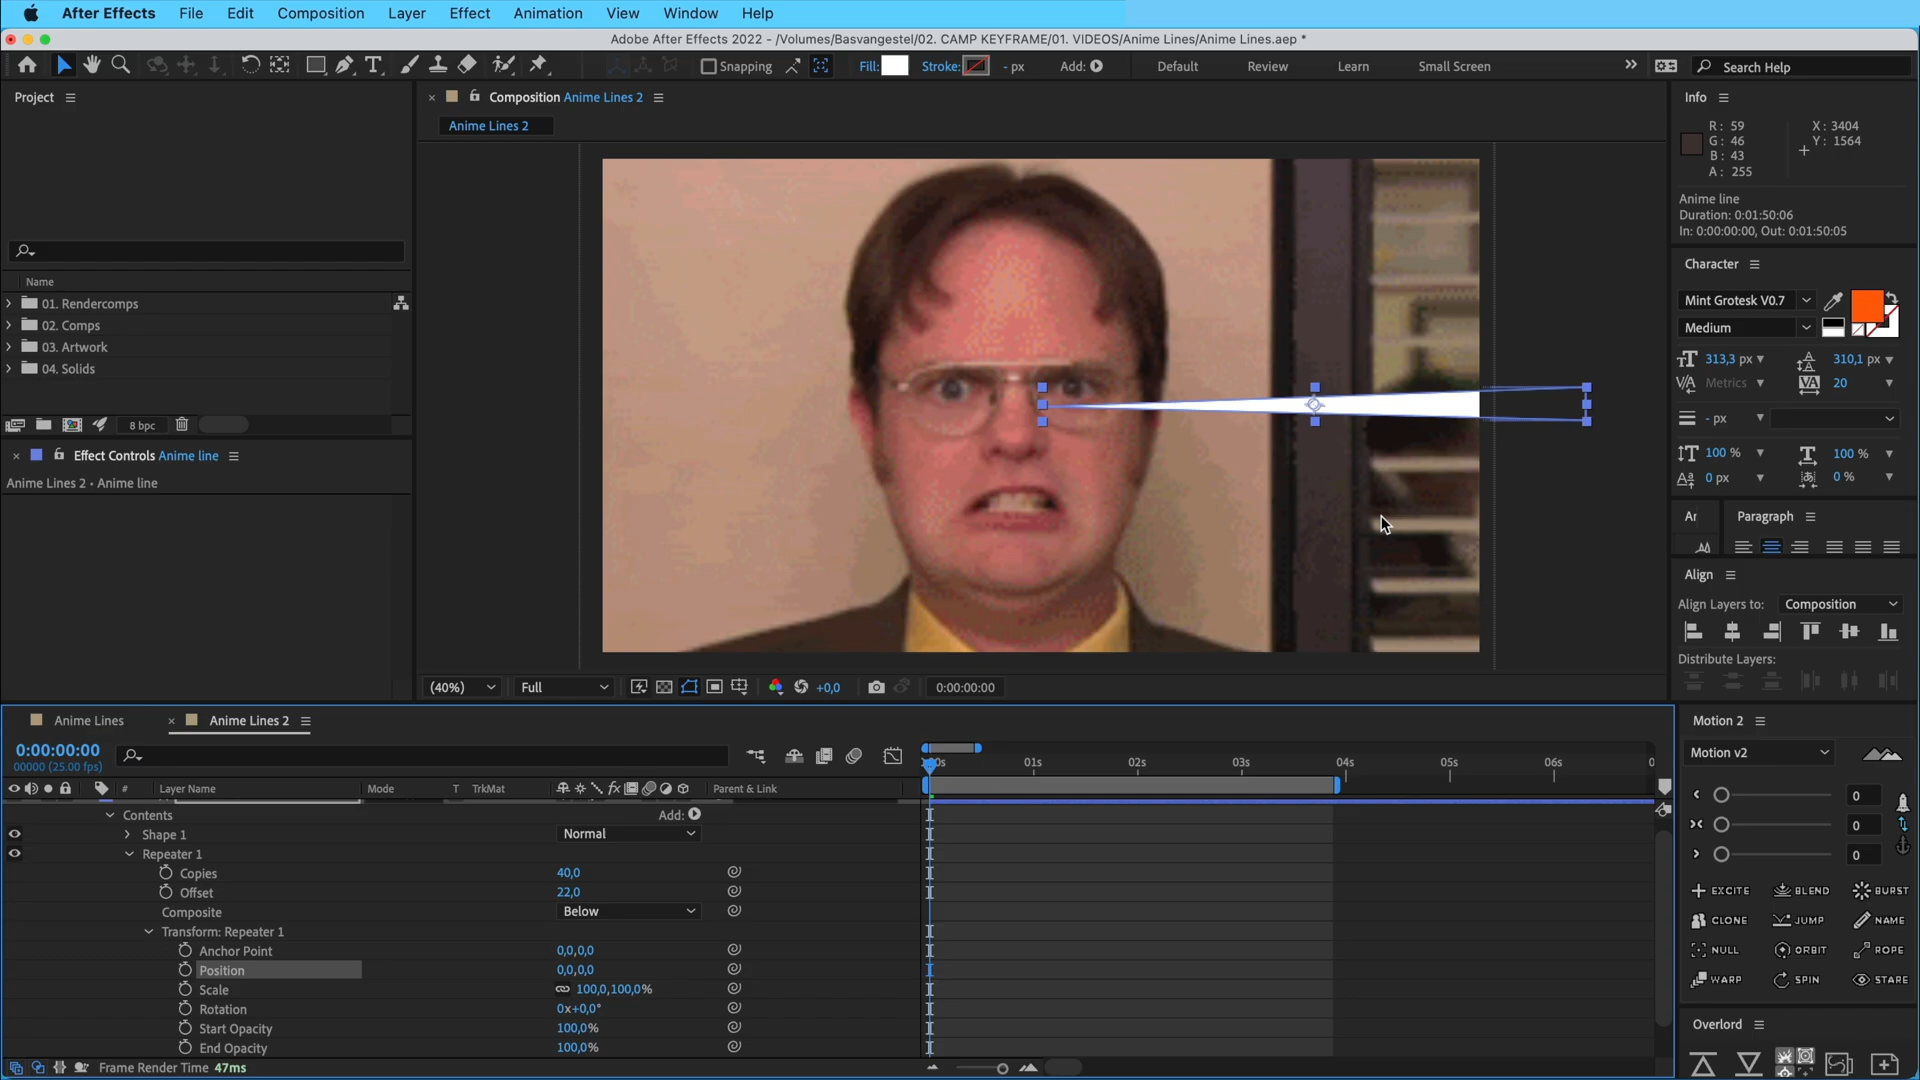 After Effects File Edit Composition Layer Effect Animation View Window Help
Adobe After Effects 2022 - /Volumes/Basvangestel/02. CAMP KEYFRAME/01. VIDEOS/Anime Lines/Anime Lines.aep *
Snapping Fill: Stroke: - px Add: Default Review Learn Small Screen Search Help
Project
Name
01. Rendercomps
02. Comps
03. Artwork
04. Solids
8 bpc
Effect Controls Anime line
Anime Lines 2 • Anime line
Composition Anime Lines 2
Anime Lines 2
(40%) Full +0,0 0:00:00:00
Info
R: 59 X: 3404
G: 46 Y: 1564
B: 43
A: 255
Anime line
Duration: 0:01:50:06
In: 0:00:00:00, Out: 0:01:50:05
Character
Mint Grotesk V0.7
Medium
313,3 px 310,1 px
Metrics 20
- px
100 % 100 %
0 px 0 %
Ar Paragraph
Align
Align Layers to: Composition
Distribute Layers:
Anime Lines Anime Lines 2
0:00:00:00
00000 (25.00 fps)
01s 02s 03s 04s 05s 06s
# Layer Name Mode T TrkMat fx Parent & Link
Contents Add:
Shape 1 Normal
Repeater 1
Copies 40,0
Offset 22,0
Composite Below
Transform: Repeater 1
Anchor Point 0,0,0,0
Position 0,0,0,0
Scale 100,0,100,0%
Rotation 0x+0,0°
Start Opacity 100,0%
End Opacity 100,0%
Frame Render Time 47ms
Motion 2
Motion v2
0
0
0
EXCITE BLEND BURST
CLONE JUMP NAME
NULL ORBIT ROPE
WARP SPIN STARE
Overlord